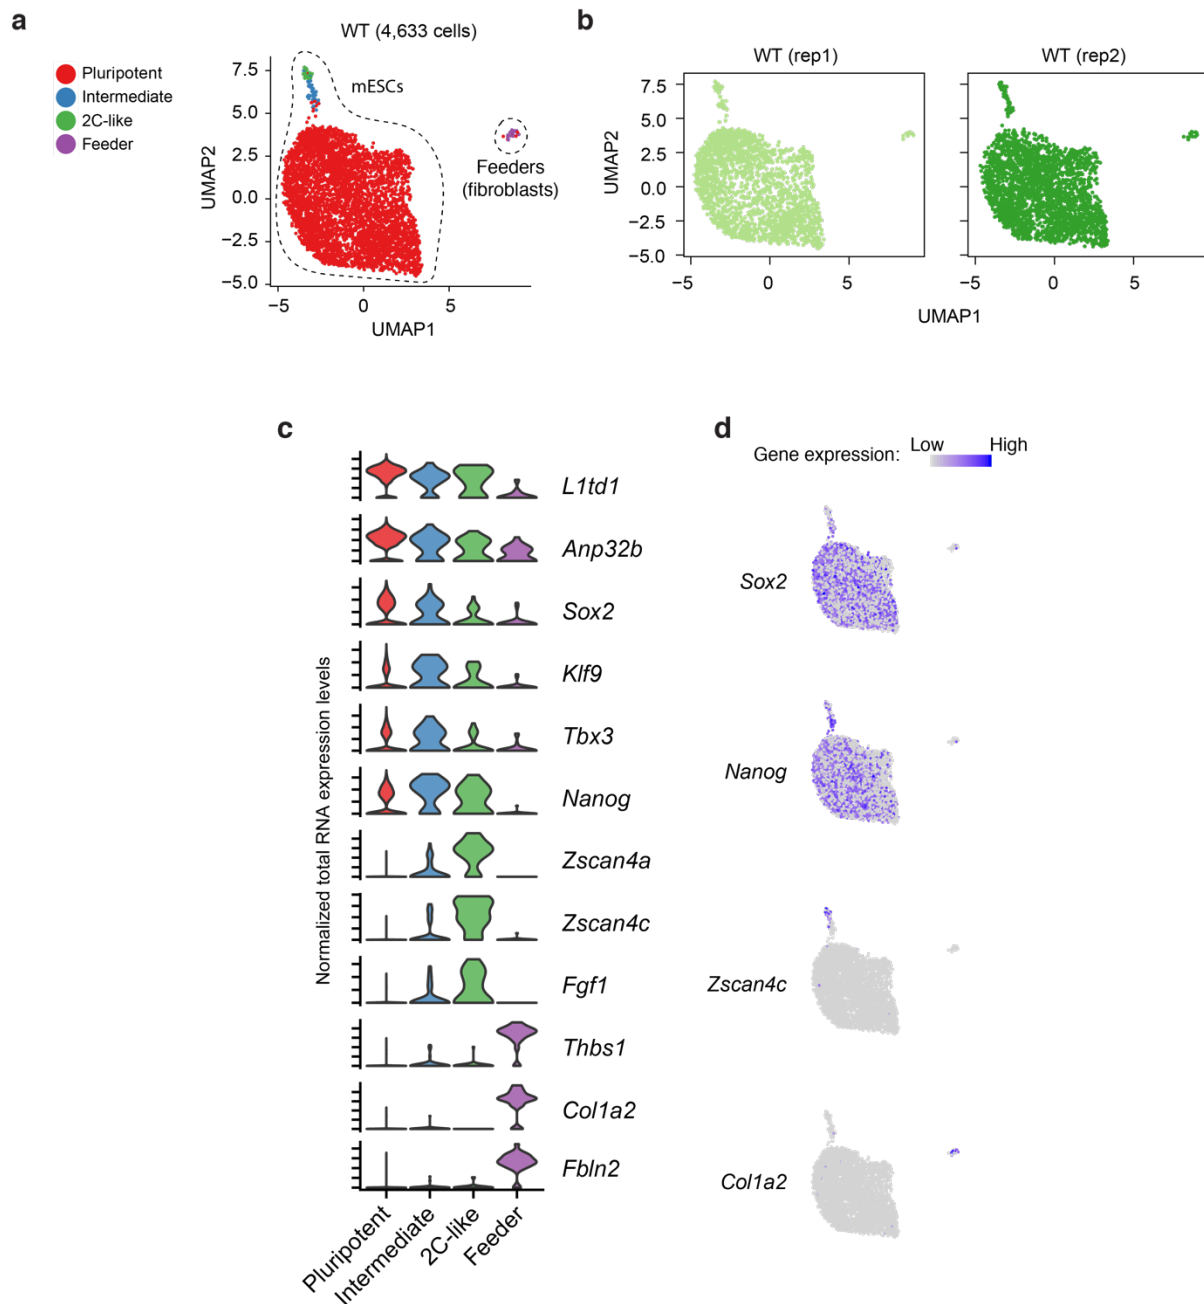 a
WT (4,633 cells)
Pluripotent
Intermediate
2C-like
Feeder
mESCs
Feeders
(fibroblasts)
UMAP2
7.5
5.0
2.5
0.0
−2.5
−5.0
−5
0
5
UMAP1
b
WT (rep1)
WT (rep2)
UMAP2
7.5
5.0
2.5
0.0
−2.5
−5.0
−5
0
5
−5
0
5
UMAP1
c
Normalized total RNA expression levels
L1td1
Anp32b
Sox2
Klf9
Tbx3
Nanog
Zscan4a
Zscan4c
Fgf1
Thbs1
Col1a2
Fbln2
Pluripotent
Intermediate
2C-like
Feeder
d
Gene expression:
Low
High
Sox2
Nanog
Zscan4c
Col1a2